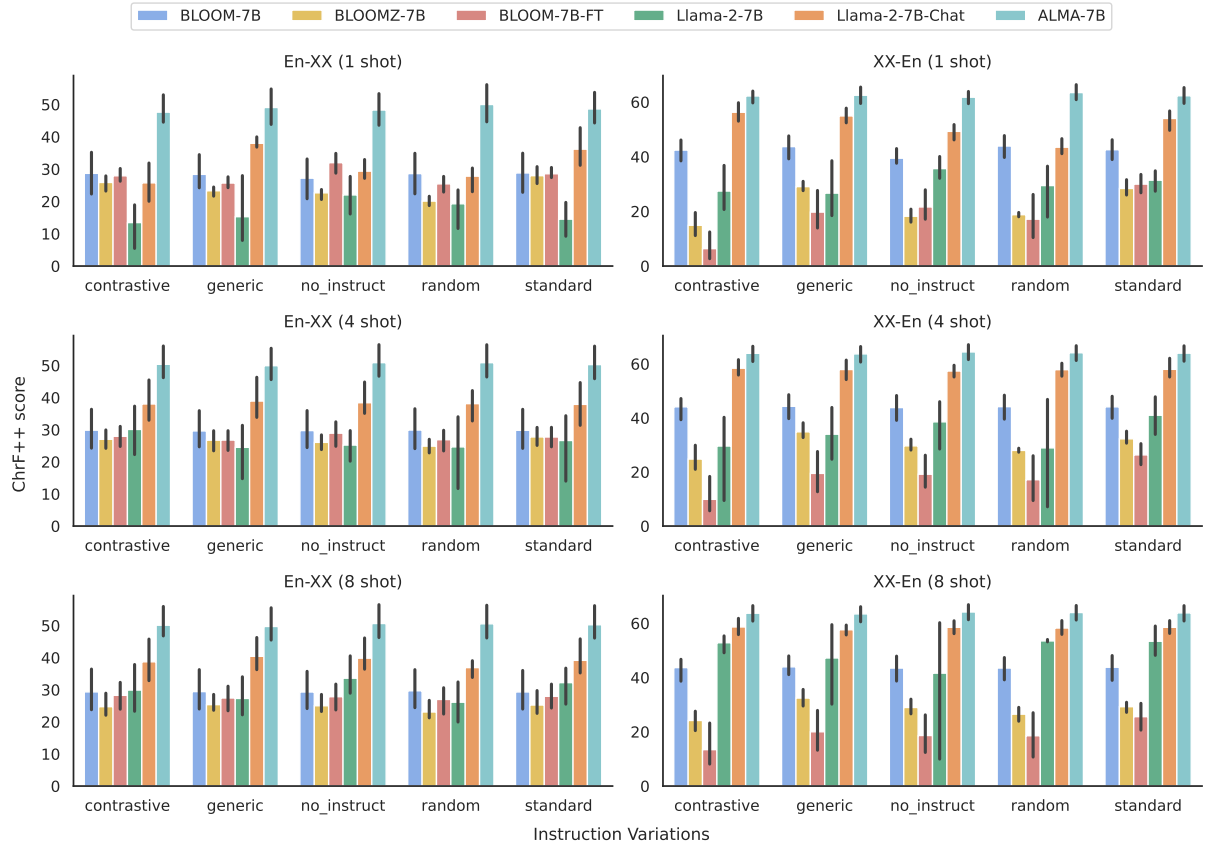 BLOOM-7B BLOOMZ-7B BLOOM-7B-FT Llama-2-7B Llama-2-7B-Chat ALMA-7B
En-XX (1 shot)
50
40
30
20
10
0
contrastive generic no_instruct random standard
XX-En (1 shot)
60
40
20
0
contrastive generic no_instruct random standard
ChrF++ score
En-XX (4 shot)
50
40
30
20
10
0
contrastive generic no_instruct random standard
XX-En (4 shot)
60
40
20
0
contrastive generic no_instruct random standard
En-XX (8 shot)
50
40
30
20
10
0
contrastive generic no_instruct random standard
XX-En (8 shot)
60
40
20
0
contrastive generic no_instruct random standard
Instruction Variations